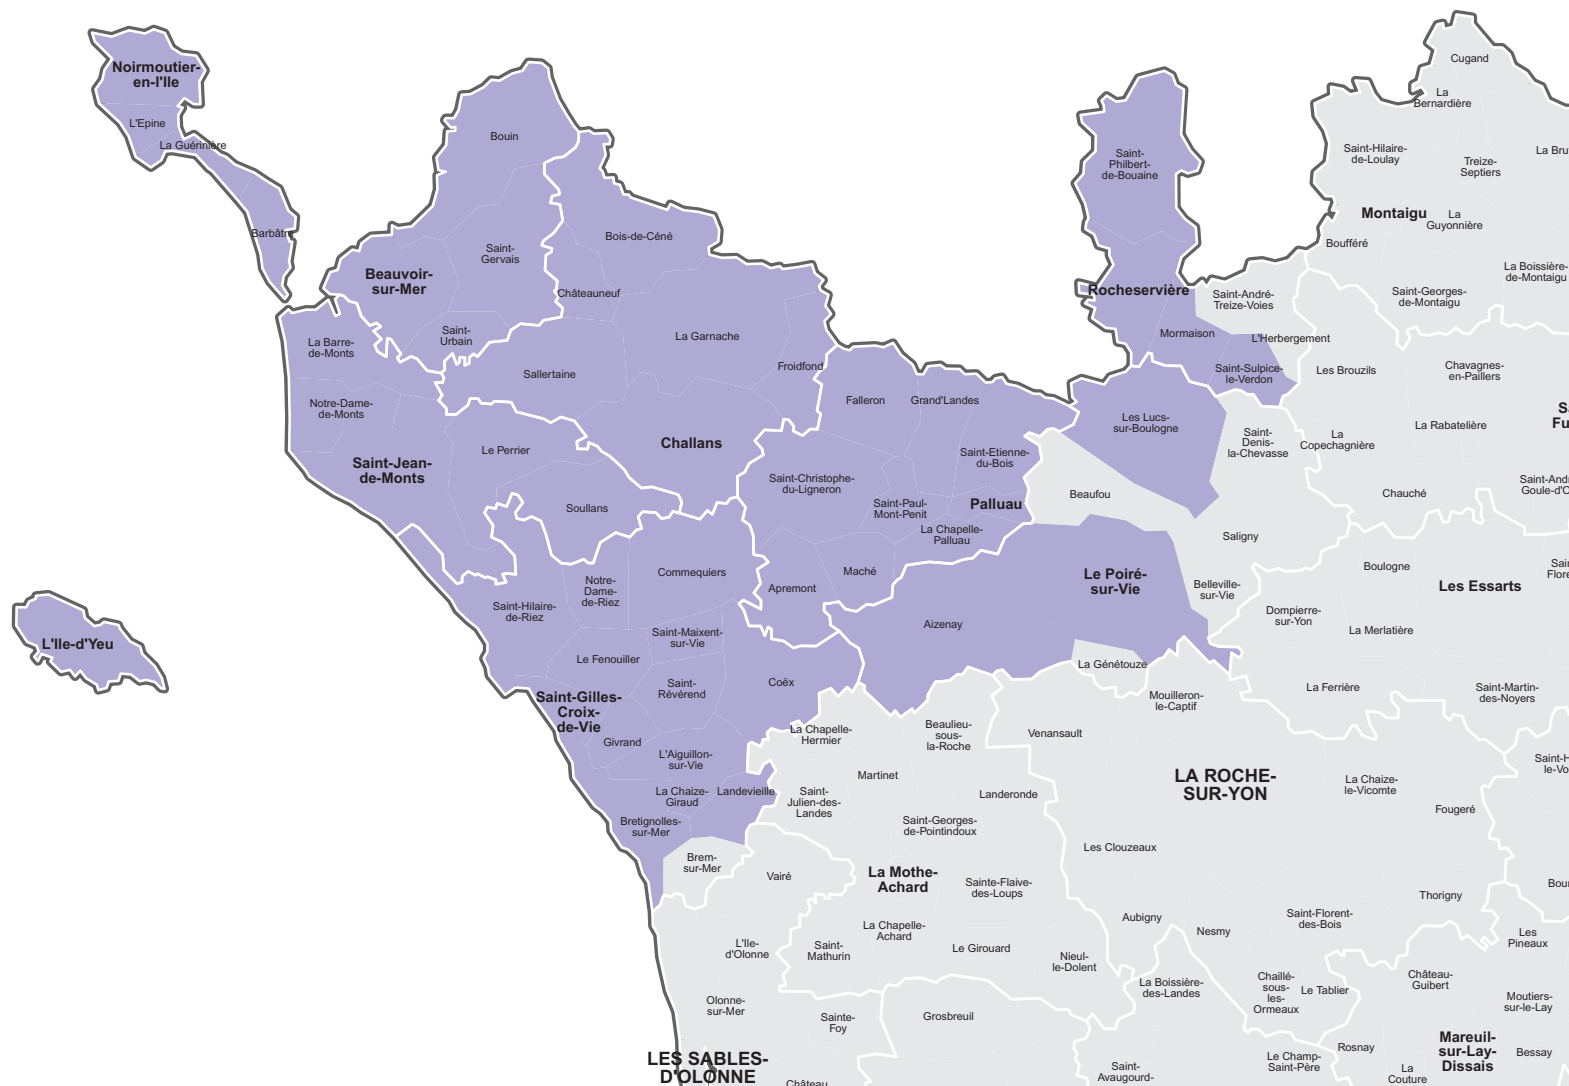 Noirmoutier-
en-l'Ile
L'Epine
La Guérinière
Barbâtre
Bouin
Bois-de-Céné
Saint-
Gervais
Beauvoir-
sur-Mer
Châteauneuf
Saint-
Urbain
La Barre-
de-Monts
La Garnache
Froidfond
Sallertaine
Notre-Dame-
de-Monts
Saint-Jean-
de-Monts
Le Perrier
Challans
Soullans
Falleron
Grand'Landes
Saint-Etienne-
du-Bois
Saint-Christophe-
du-Ligneron
Saint-Paul-
Mont-Penit
Palluau
La Chapelle-
Palluau
Apremont
Maché
Commequiers
Notre-
Dame-
de-Riez
Saint-Hilaire-
de-Riez
Saint-Maixent-
sur-Vie
Le Fenouiller
Saint-
Révérend
Coëx
Saint-Gilles-
Croix-
de-Vie
Givrand
L'Aiguillon-
sur-Vie
La Chaize-
Giraud
Landevieille
Bretignolles-
sur-Mer
Brem-
sur-Mer
L'Ile-d'Yeu
Saint-
Philbert-
de-Bouaine
Rocheservière
Mormaison
Saint-André-
Treize-Voies
L'Herbergement
Saint-Sulpice-
le-Verdon
Les Lucs-
sur-Boulogne
Beaufou
Saint-
Denis-
la-Chevasse
Saligny
Le Poiré-
sur-Vie
Belleville-
sur-Vie
Aizenay
La Génétouze
Cugand
La
Bernardière
Saint-Hilaire-
de-Loulay
Treize-
Septiers
La Bru
Montaigu
La
Guyonnière
Boufféré
La Boissière-
de-Montaigu
Saint-Georges-
de-Montaigu
Les Brouzils
Chavagnes-
en-Paillers
La
Copechagnière
La Rabatelière
Sa
Fu
Chauché
Saint-And
Goule-d'O
Boulogne
Les Essarts
Sain
Flore
Dompierre-
sur-Yon
La Merlatière
La Ferrière
Saint-Martin-
des-Noyers
Mouilleron-
le-Captif
Venansault
LA ROCHE-
SUR-YON
La Chaize-
le-Vicomte
Saint-H
le-Vo
Fougeré
Les Clouzeaux
Thorigny
Bour
Aubigny
Nesmy
Saint-Florent-
des-Bois
Les
Pineaux
Chaillé-
sous-
les-
Ormeaux
Le Tablier
Château-
Guibert
Moutiers-
sur-le-Lay
La Boissière-
des-Landes
Rosnay
Mareuil-
sur-Lay-
Dissais
Bessay
La
Couture
Le Champ-
Saint-Père
Saint-
Avaugourd-
La Chapelle-
Hermier
Beaulieu-
sous-
la-Roche
Martinet
Landeronde
Saint-
Julien-des-
Landes
Saint-Georges-
de-Pointindoux
Vairé
La Mothe-
Achard
Sainte-Flaive-
des-Loups
La Chapelle-
Achard
Saint-
Mathurin
Le Girouard
Nieul-
le-Dolent
L'Ile-
d'Olonne
Olonne-
sur-Mer
Sainte-
Foy
Grosbreuil
LES SABLES-
D'OLONNE
Château